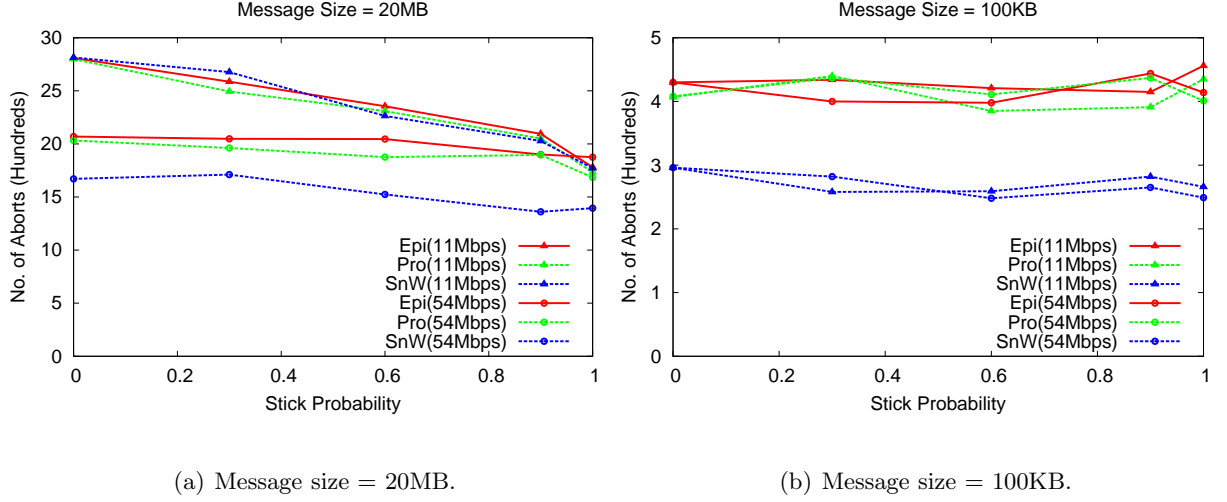 Message Size = 20MB
No. of Aborts (Hundreds)
30
25
20
15
10
5
0
Epi(11Mbps)
Pro(11Mbps)
SnW(11Mbps)
Epi(54Mbps)
Pro(54Mbps)
SnW(54Mbps)
0 0.2 0.4 0.6 0.8 1
Stick Probability
(a) Message size = 20MB.
Message Size = 100KB
No. of Aborts (Hundreds)
5
4
3
2
1
0
Epi(11Mbps)
Pro(11Mbps)
SnW(11Mbps)
Epi(54Mbps)
Pro(54Mbps)
SnW(54Mbps)
0 0.2 0.4 0.6 0.8 1
Stick Probability
(b) Message size = 100KB.